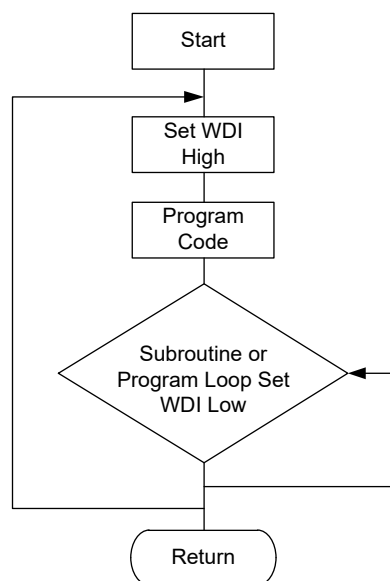 Start
Set WDI
High
Program
Code
Subroutine or
Program Loop Set
WDI Low
Return